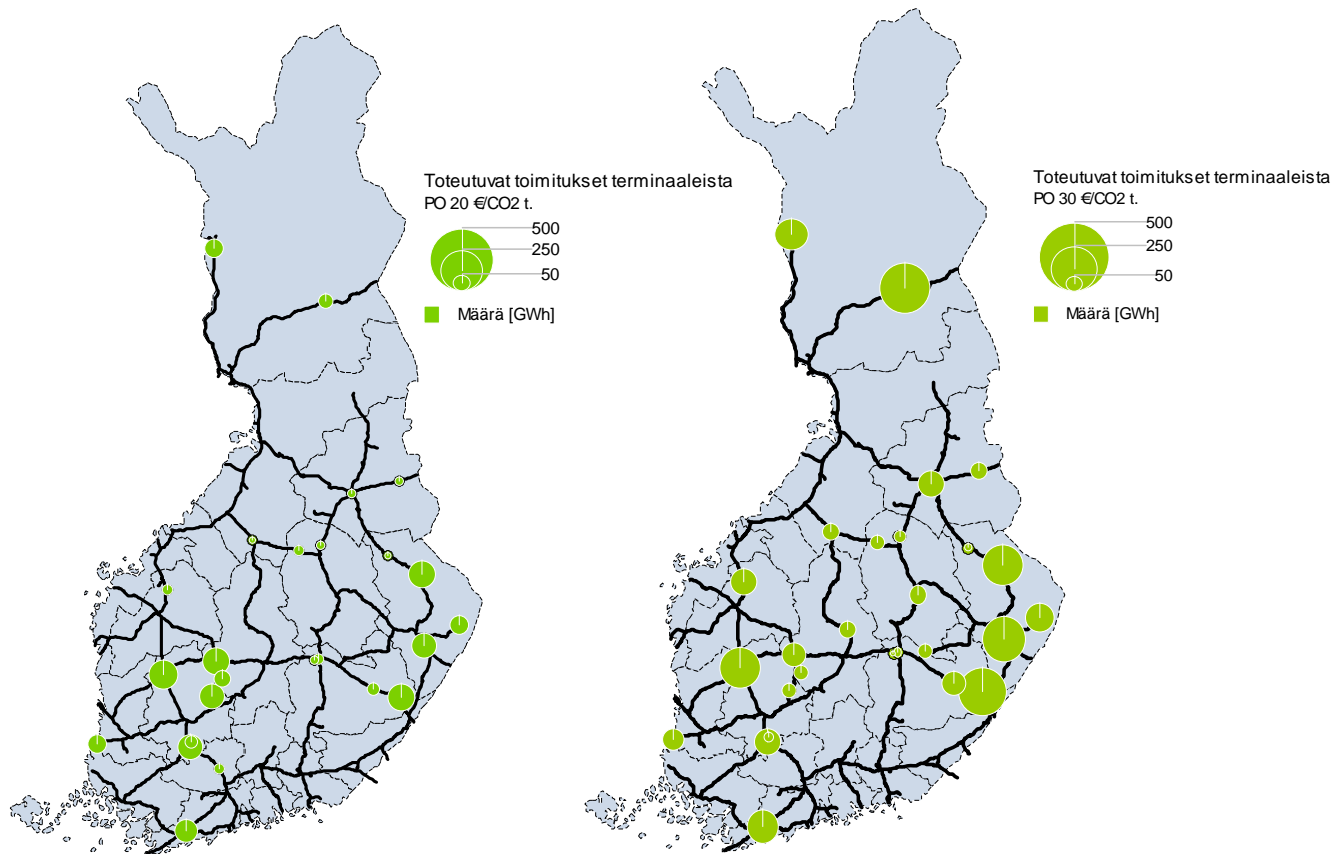 Toteutuvat toimitukset terminaaleista
PO 20 €/CO2 t.
500
250
50
Määrä [GWh]
Toteutuvat toimitukset terminaaleista
PO 30 €/CO2 t.
500
250
50
Määrä [GWh]